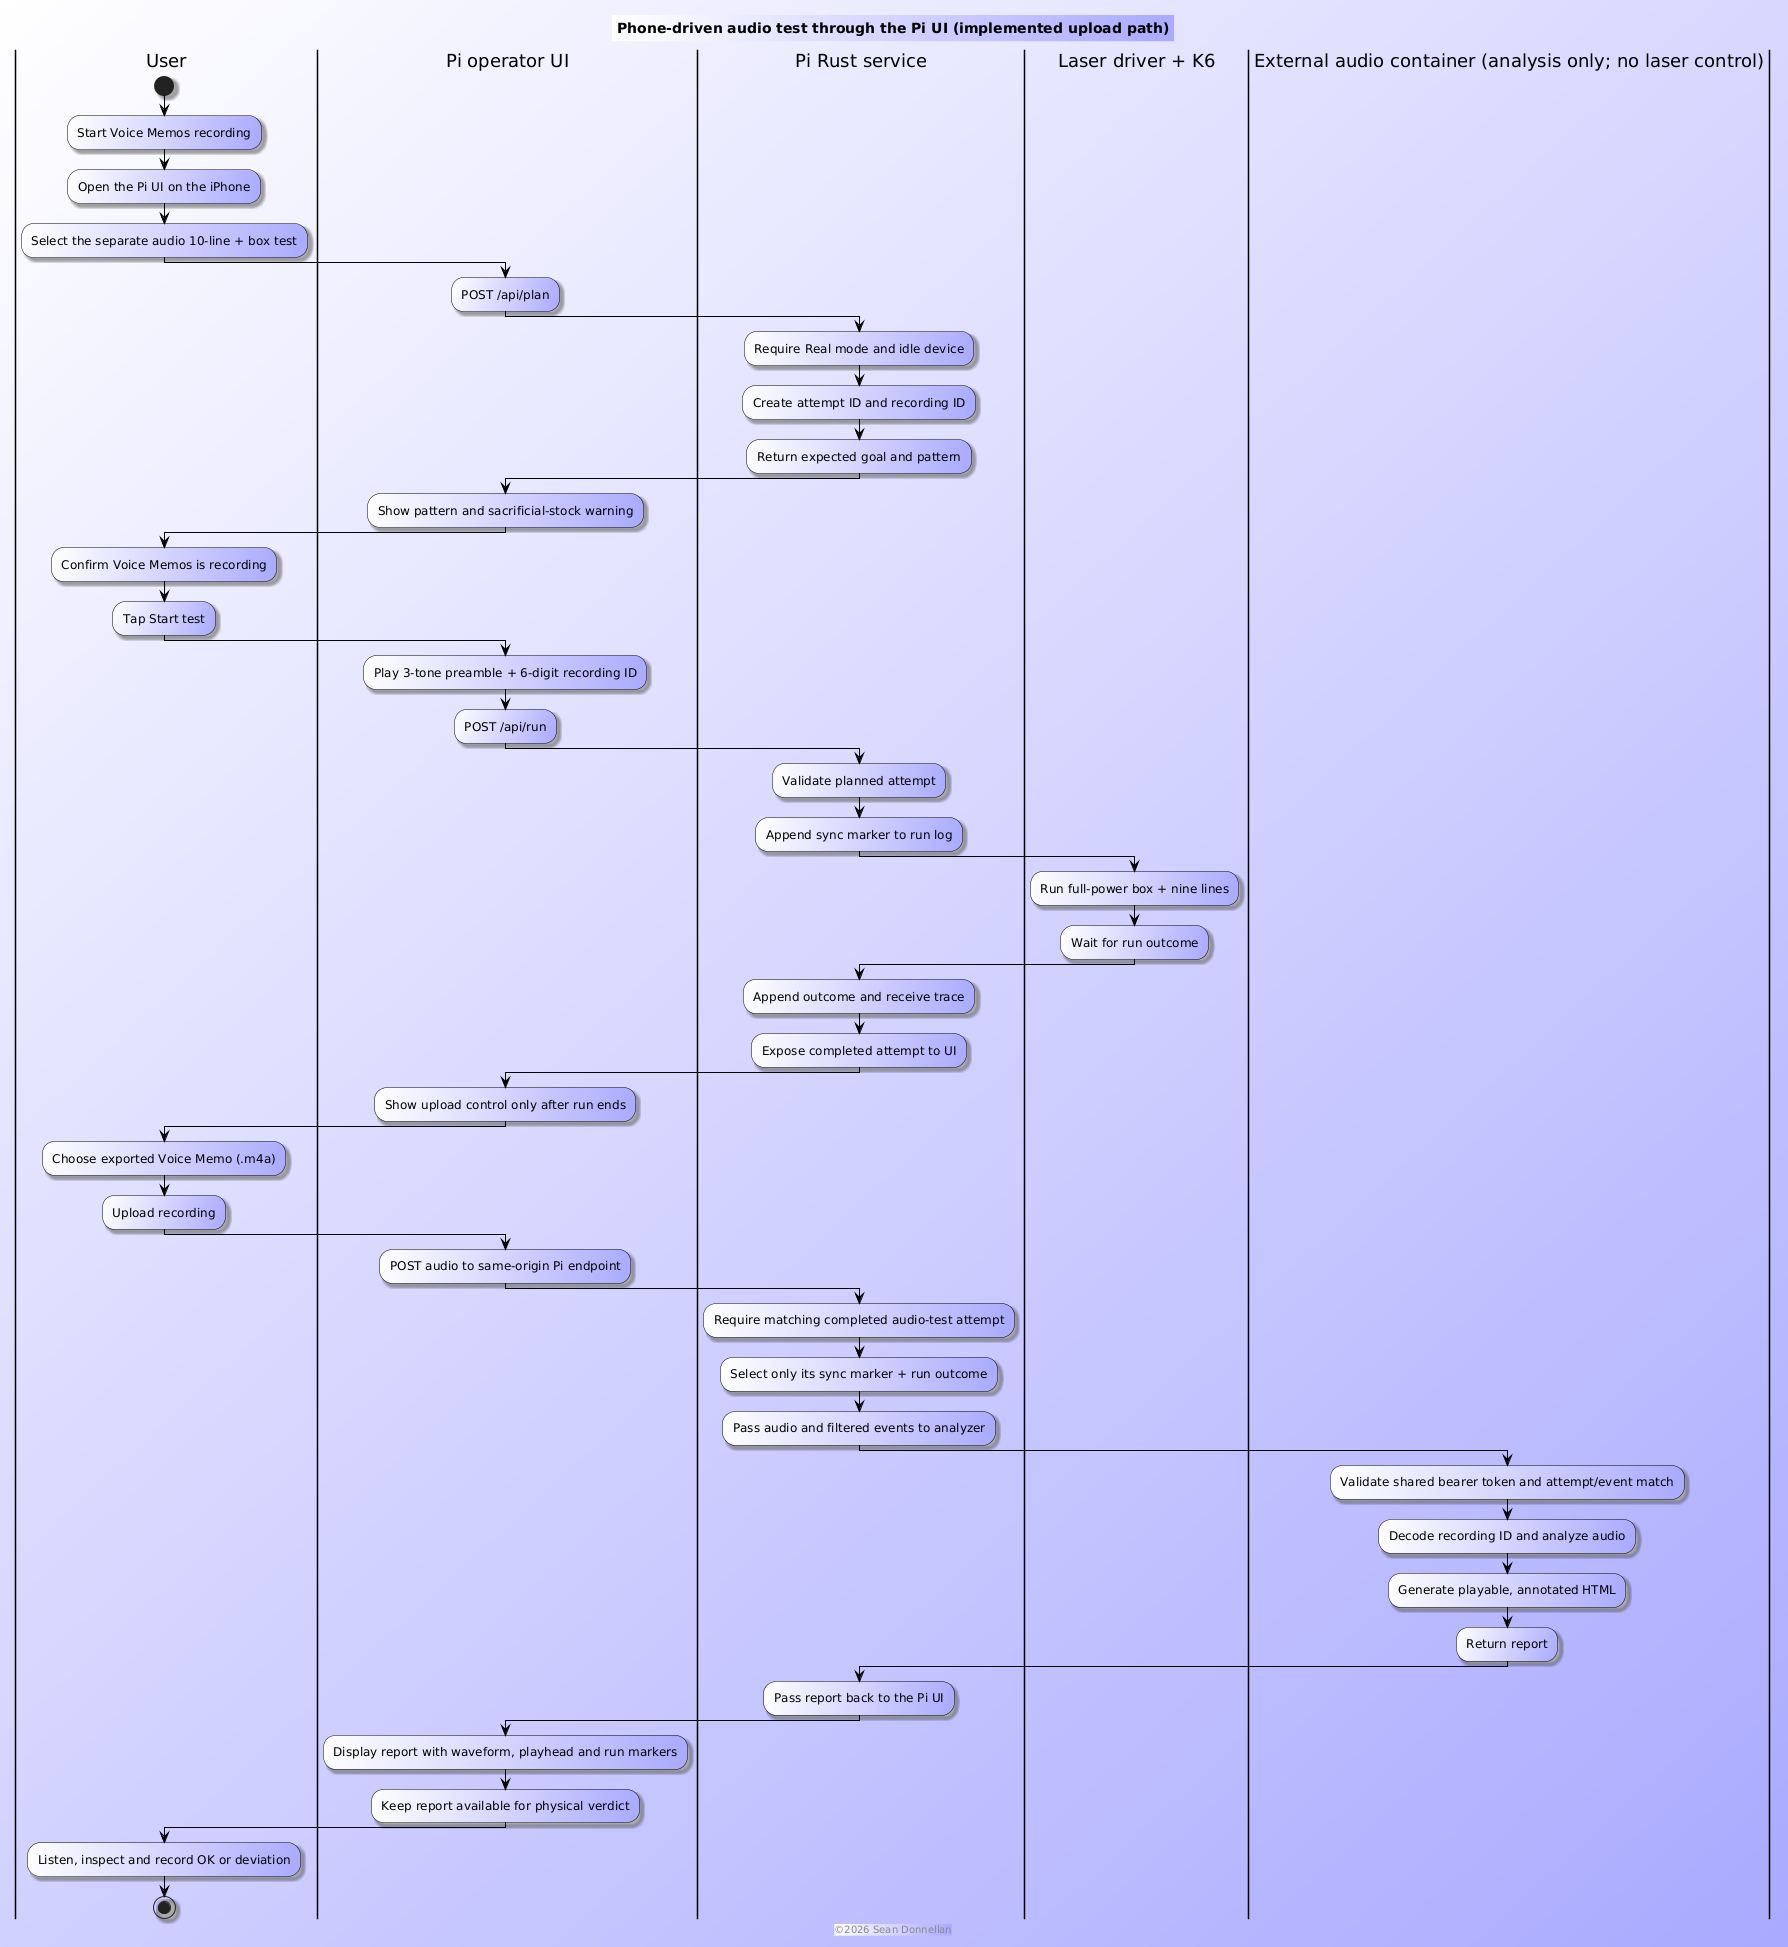 Phone-driven audio test through the Pi UI (implemented upload path)
User
Pi operator UI
Pi Rust service
Laser driver + K6
External audio container (analysis only; no laser control)
Start Voice Memos recording
Open the Pi UI on the iPhone
Select the separate audio 10-line + box test
POST /api/plan
Require Real mode and idle device
Create attempt ID and recording ID
Return expected goal and pattern
Show pattern and sacrificial-stock warning
Confirm Voice Memos is recording
Tap Start test
Play 3-tone preamble + 6-digit recording ID
POST /api/run
Validate planned attempt
Append sync marker to run log
Run full-power box + nine lines
Wait for run outcome
Append outcome and receive trace
Expose completed attempt to UI
Show upload control only after run ends
Choose exported Voice Memo (.m4a)
Upload recording
POST audio to same-origin Pi endpoint
Require matching completed audio-test attempt
Select only its sync marker + run outcome
Pass audio and filtered events to analyzer
Validate shared bearer token and attempt/event match
Decode recording ID and analyze audio
Generate playable, annotated HTML
Return report
Pass report back to the Pi UI
Display report with waveform, playhead and run markers
Keep report available for physical verdict
Listen, inspect and record OK or deviation
©2026 Sean Donnellan